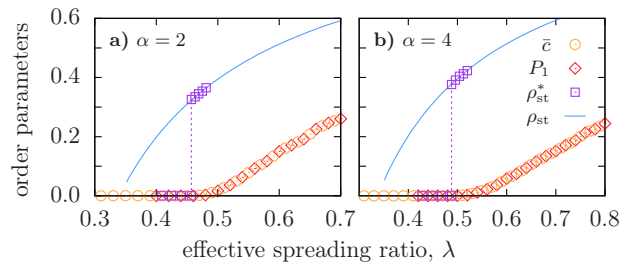 order parameters
0.6
0.4
0.2
0.0
a) α = 2
0.3 0.4 0.5 0.6 0.7
b) α = 4
c̄
P₁
ρ*ₛₜ
ρₛₜ
0.4 0.5 0.6 0.7 0.8
effective spreading ratio, λ